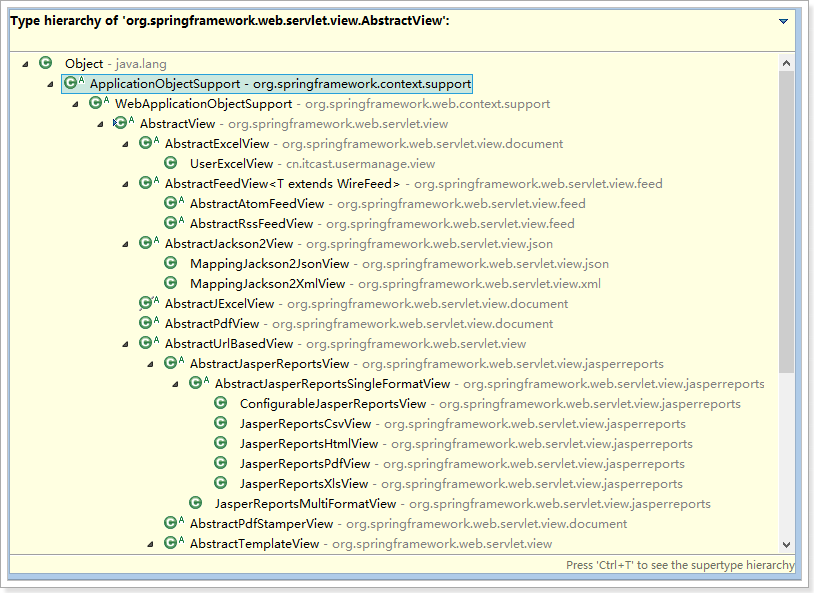 Type hierarchy of 'org.springframework.web.servlet.view.AbstractView':
Object - java.lang
ApplicationObjectSupport - org.springframework.context.support
WebApplicationObjectSupport - org.springframework.web.context.support
AbstractView - org.springframework.web.servlet.view
AbstractExcelView - org.springframework.web.servlet.view.document
UserExcelView - cn.itcast.usermanage.view
AbstractFeedView<T extends WireFeed> - org.springframework.web.servlet.view.feed
AbstractAtomFeedView - org.springframework.web.servlet.view.feed
AbstractRssFeedView - org.springframework.web.servlet.view.feed
AbstractJackson2View - org.springframework.web.servlet.view.json
MappingJackson2JsonView - org.springframework.web.servlet.view.json
MappingJackson2XmlView - org.springframework.web.servlet.view.xml
AbstractJExcelView - org.springframework.web.servlet.view.document
AbstractPdfView - org.springframework.web.servlet.view.document
AbstractUrlBasedView - org.springframework.web.servlet.view
AbstractJasperReportsView - org.springframework.web.servlet.view.jasperreports
AbstractJasperReportsSingleFormatView - org.springframework.web.servlet.view.jasperreports
ConfigurableJasperReportsView - org.springframework.web.servlet.view.jasperreports
JasperReportsCsvView - org.springframework.web.servlet.view.jasperreports
JasperReportsHtmlView - org.springframework.web.servlet.view.jasperreports
JasperReportsPdfView - org.springframework.web.servlet.view.jasperreports
JasperReportsXlsView - org.springframework.web.servlet.view.jasperreports
JasperReportsMultiFormatView - org.springframework.web.servlet.view.jasperreports
AbstractPdfStamperView - org.springframework.web.servlet.view.document
AbstractTemplateView - org.springframework.web.servlet.view
Press 'Ctrl+T' to see the supertype hierarchy